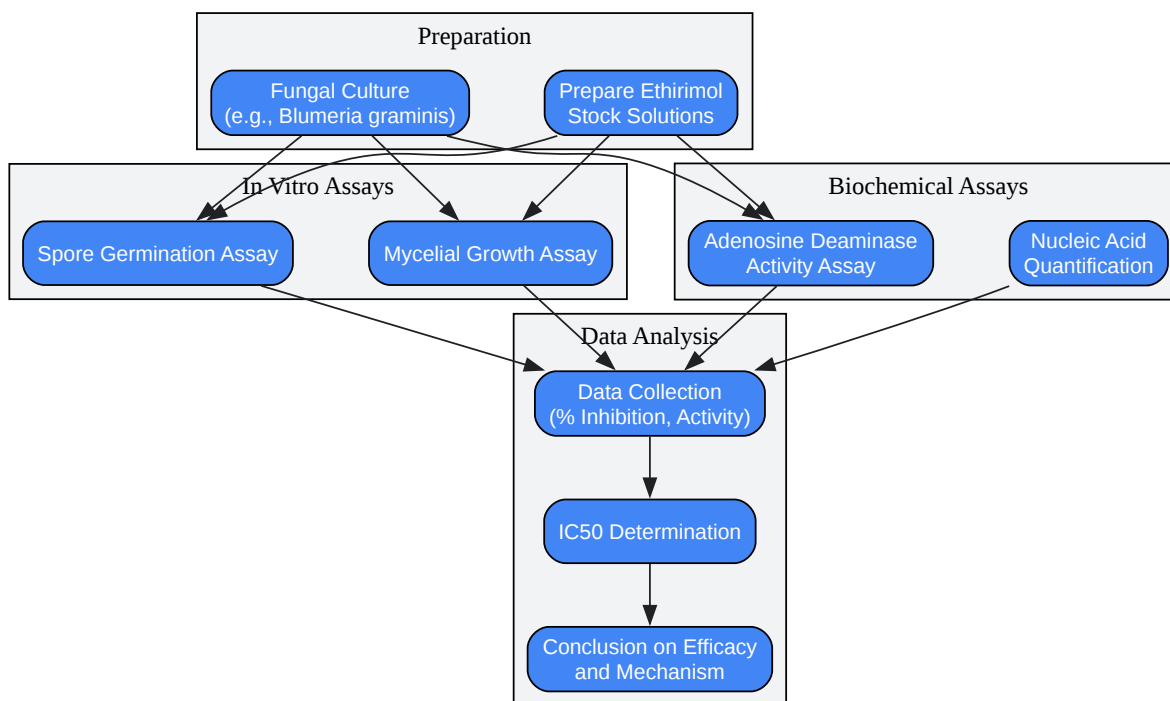 Preparation
Fungal Culture
(e.g., Blumeria graminis)
Prepare Ethirimol
Stock Solutions
In Vitro Assays
Spore Germination Assay
Mycelial Growth Assay
Biochemical Assays
Adenosine Deaminase
Activity Assay
Nucleic Acid
Quantification
Data Analysis
Data Collection
(% Inhibition, Activity)
IC50 Determination
Conclusion on Efficacy
and Mechanism